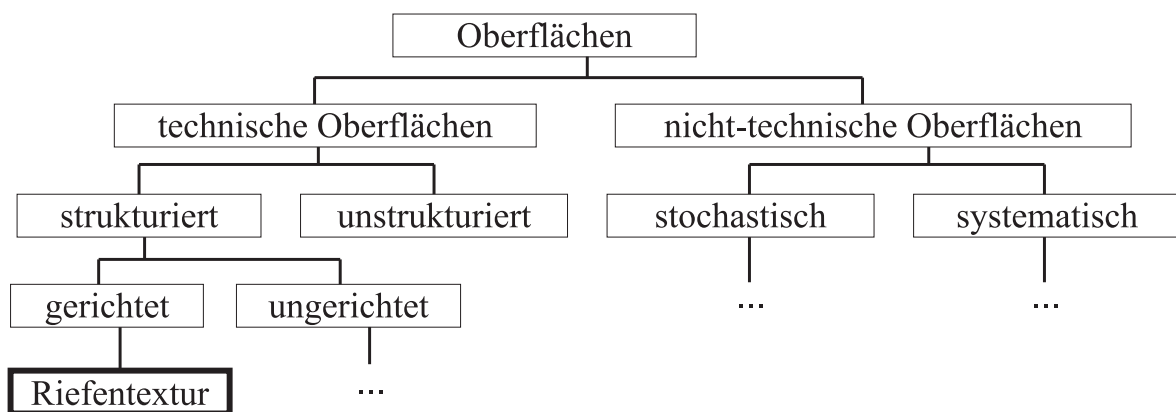 Oberflächen
technische Oberflächen
nicht-technische Oberflächen
strukturiert
unstrukturiert
stochastisch
systematisch
gerichtet
ungerichtet
...
...
Riefentextur
...